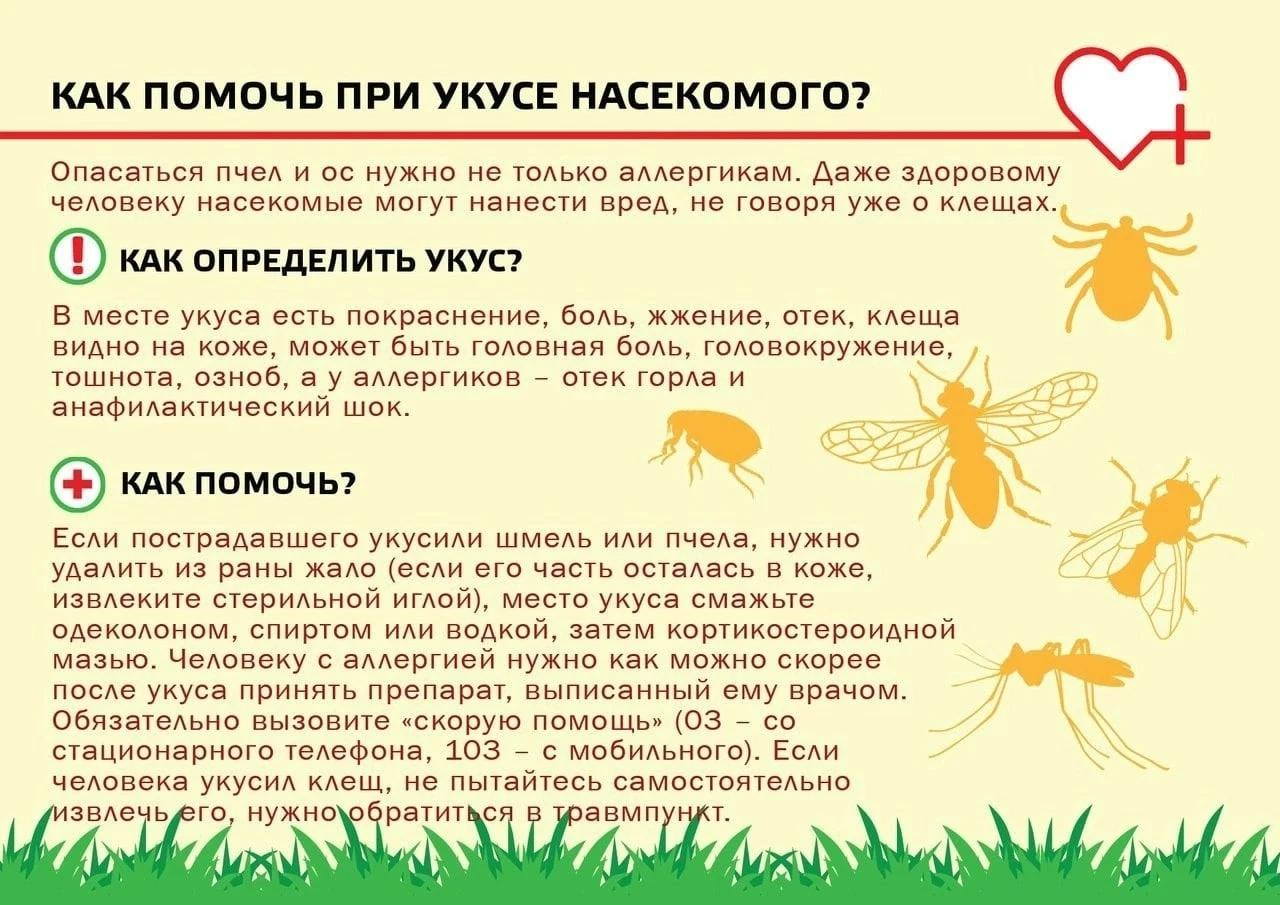 КАК ПОМОЧЬ ПРИ УКУСЕ НАСЕКОМОГО?
Опасаться пчел и ос нужно не только аллергикам. Даже здоровому
человеку насекомые могут нанести вред, не говоря уже о клещах.
КАК ОПРЕДЕЛИТЬ УКУС?
В месте укуса есть покраснение, боль, жжение, отек, клеща
видно на коже, может быть головная боль, головокружение,
тошнота, озноб, а у аллергиков – отек горла и
анафилактический шок.
КАК ПОМОЧЬ?
Если пострадавшего укусили шмель или пчела, нужно
удалить из раны жало (если его часть осталась в коже,
извлеките стерильной иглой), место укуса смажьте
одеколоном, спиртом или водкой, затем кортикостероидной
мазью. Человеку с аллергией нужно как можно скорее
после укуса принять препарат, выписанный ему врачом.
Обязательно вызовите «скорую помощь» (03 – со
стационарного телефона, 103 – с мобильного). Если
человека укусил клещ, не пытайтесь самостоятельно
извлечь его, нужно обратиться в травмпункт.